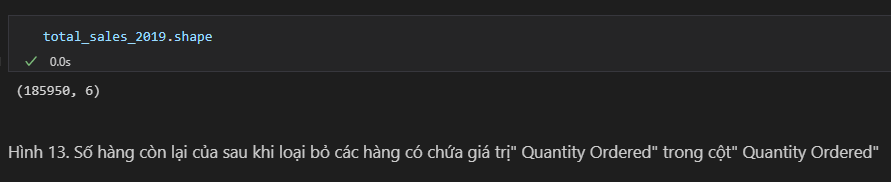 total_sales_2019.shape
0.0s
(185950, 6)
Hình 13. Số hàng còn lại của sau khi loại bỏ các hàng có chứa giá trị" Quantity Ordered" trong cột" Quantity Ordered"